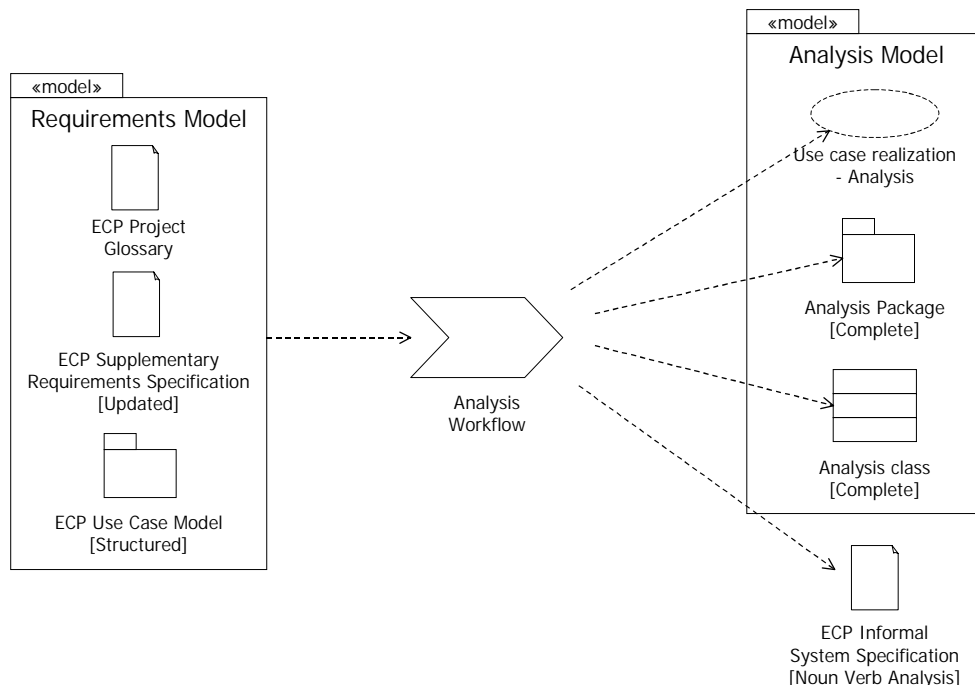 «model»
Requirements Model
ECP Project
Glossary
ECP Supplementary
Requirements Specification
[Updated]
ECP Use Case Model
[Structured]
Analysis
Workflow
«model»
Analysis Model
Use case realization
- Analysis
Analysis Package
[Complete]
Analysis class
[Complete]
ECP Informal
System Specification
[Noun Verb Analysis]